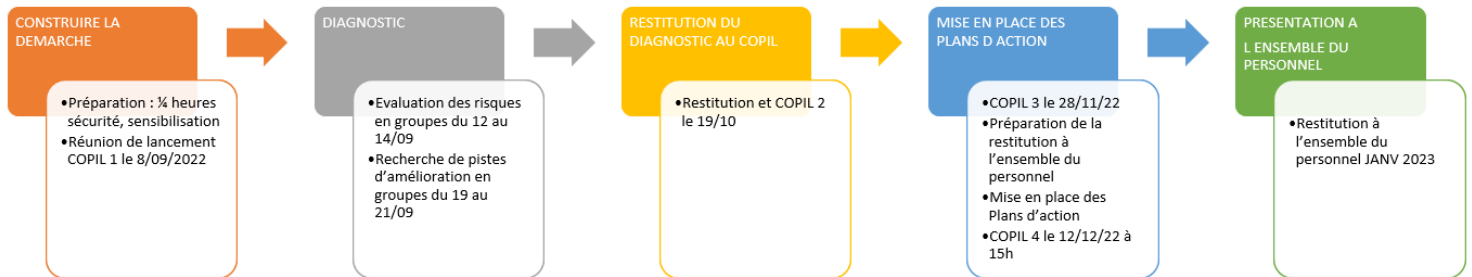 CONSTRUIRE LA
DEMARCHE
•Préparation : ¼ heures
sécurité, sensibilisation
•Réunion de lancement
COPIL 1 le 8/09/2022
DIAGNOSTIC
•Evaluation des risques
en groupes du 12 au
14/09
•Recherche de pistes
d’amélioration en
groupes du 19 au
21/09
RESTITUTION DU
DIAGNOSTIC AU COPIL
•Restitution et COPIL 2
le 19/10
MISE EN PLACE DES
PLANS D ACTION
•COPIL 3 le 28/11/22
•Préparation de la
restitution à
l’ensemble du
personnel
•Mise en place des
Plans d’action
•COPIL 4 le 12/12/22 à
15h
PRESENTATION A
L ENSEMBLE DU
PERSONNEL
•Restitution à
l’ensemble du
personnel JANV 2023